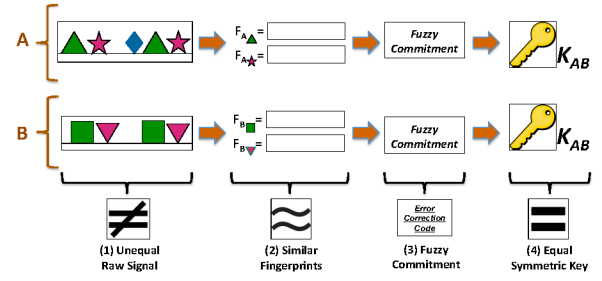 A
F_A▲=
F_A★=
Fuzzy
Commitment
K_AB
B
F_B■=
F_B▼=
Fuzzy
Commitment
K_AB
(1) Unequal
Raw Signal
(2) Similar
Fingerprints
Error
Correction
Code
(3) Fuzzy
Commitment
(4) Equal
Symmetric Key